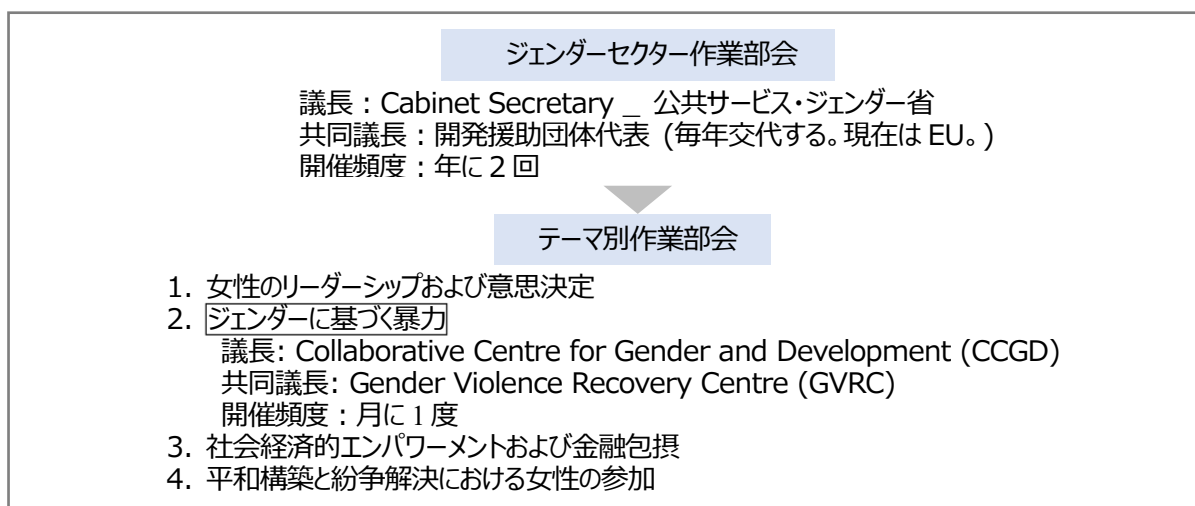 ジェンダーセクター作業部会
議長：Cabinet Secretary _ 公共サービス・ジェンダー省
共同議長：開発援助団体代表 (毎年交代する。現在は EU。)
開催頻度：年に 2 回
テーマ別作業部会
1. 女性のリーダーシップおよび意思決定
2. ジェンダーに基づく暴力
議長: Collaborative Centre for Gender and Development (CCGD)
共同議長: Gender Violence Recovery Centre (GVRC)
開催頻度：月に 1 度
3. 社会経済的エンパワーメントおよび金融包摂
4. 平和構築と紛争解決における女性の参加